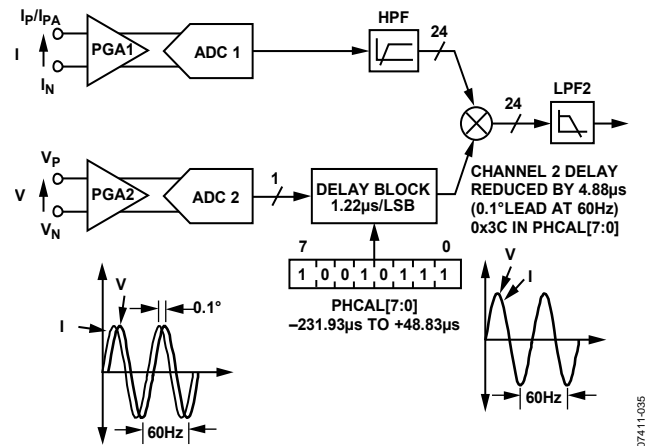 HPF
IP/IPA
I
IN
PGA1
ADC 1
24
LPF2
24
VP
V
VN
PGA2
ADC 2
1
DELAY BLOCK
1.22µs/LSB
CHANNEL 2 DELAY
REDUCED BY 4.88µs
(0.1°LEAD AT 60Hz)
0x3C IN PHCAL[7:0]
7 0
1 0 0 1 0 1 1 1
PHCAL[7:0]
–231.93µs TO +48.83µs
V
I
0.1°
60Hz
V
I
60Hz
07411-035